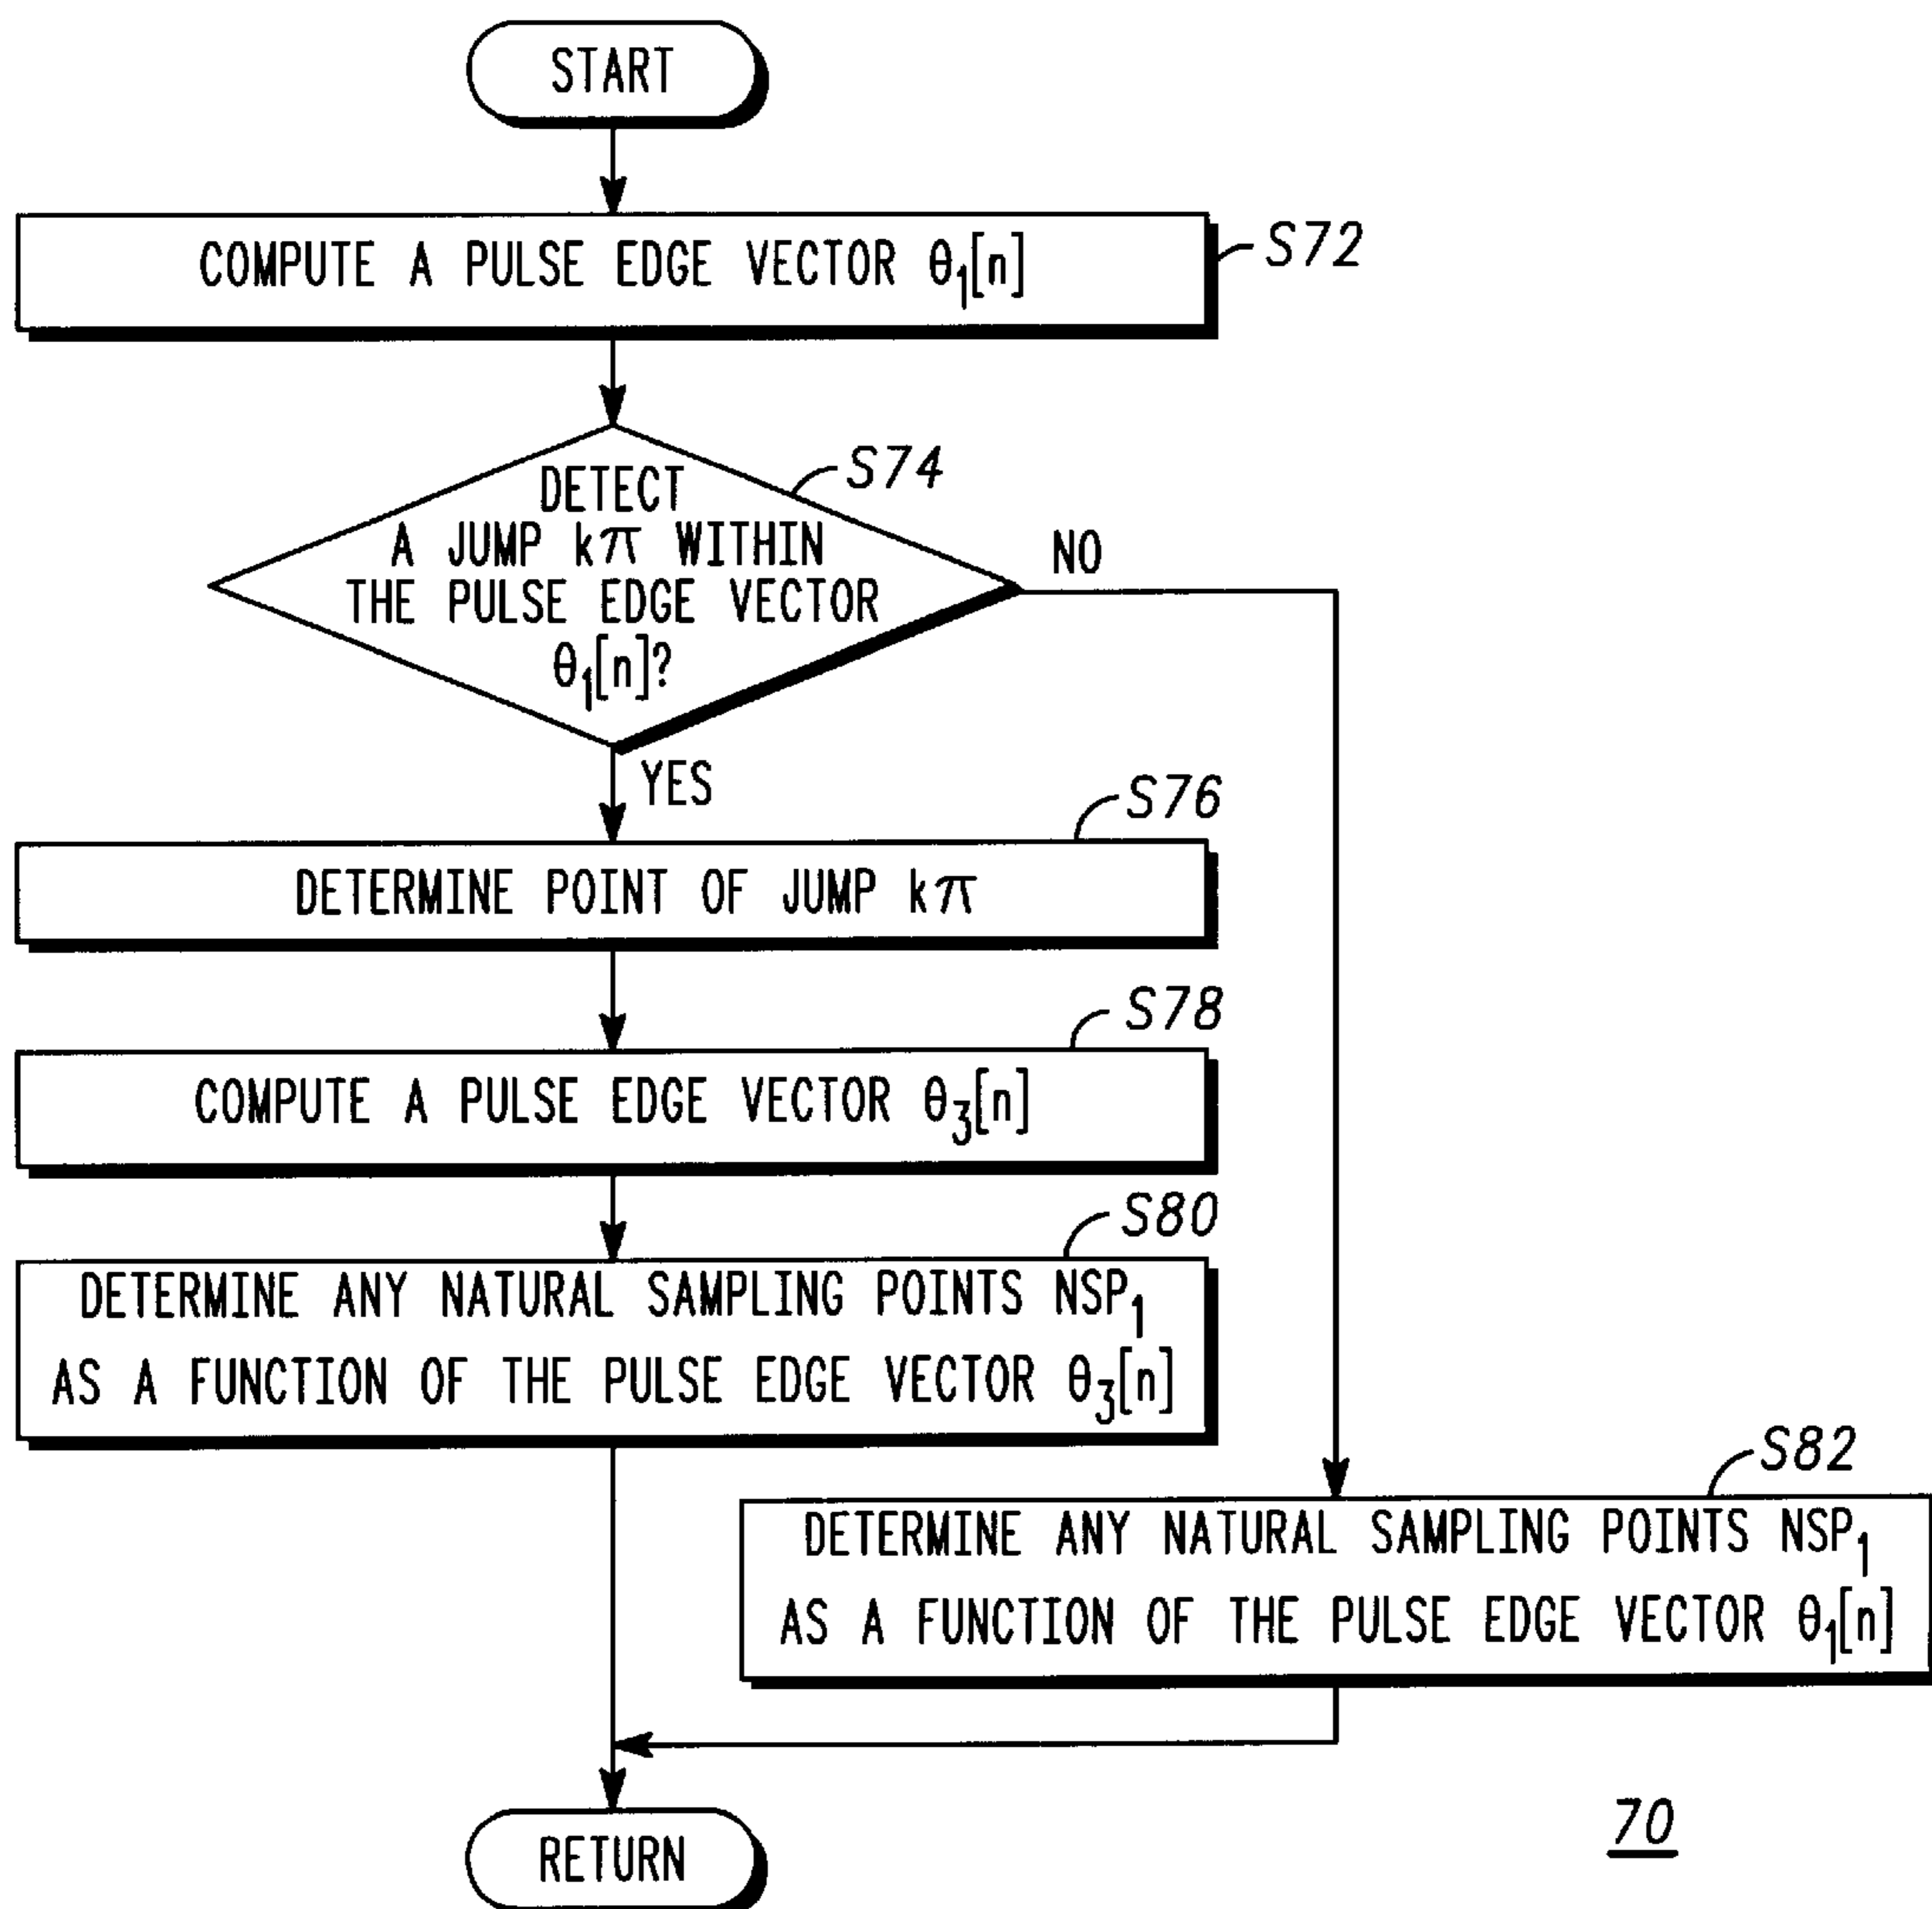 START
COMPUTE A PULSE EDGE VECTOR θ₁[n]
S72
DETECT
A JUMP kπ WITHIN
THE PULSE EDGE VECTOR
θ₁[n]?
S74
NO
YES
S76
DETERMINE POINT OF JUMP kπ
S78
COMPUTE A PULSE EDGE VECTOR θ₃[n]
S80
DETERMINE ANY NATURAL SAMPLING POINTS NSP₁
AS A FUNCTION OF THE PULSE EDGE VECTOR θ₃[n]
S82
DETERMINE ANY NATURAL SAMPLING POINTS NSP₁
AS A FUNCTION OF THE PULSE EDGE VECTOR θ₁[n]
RETURN
70